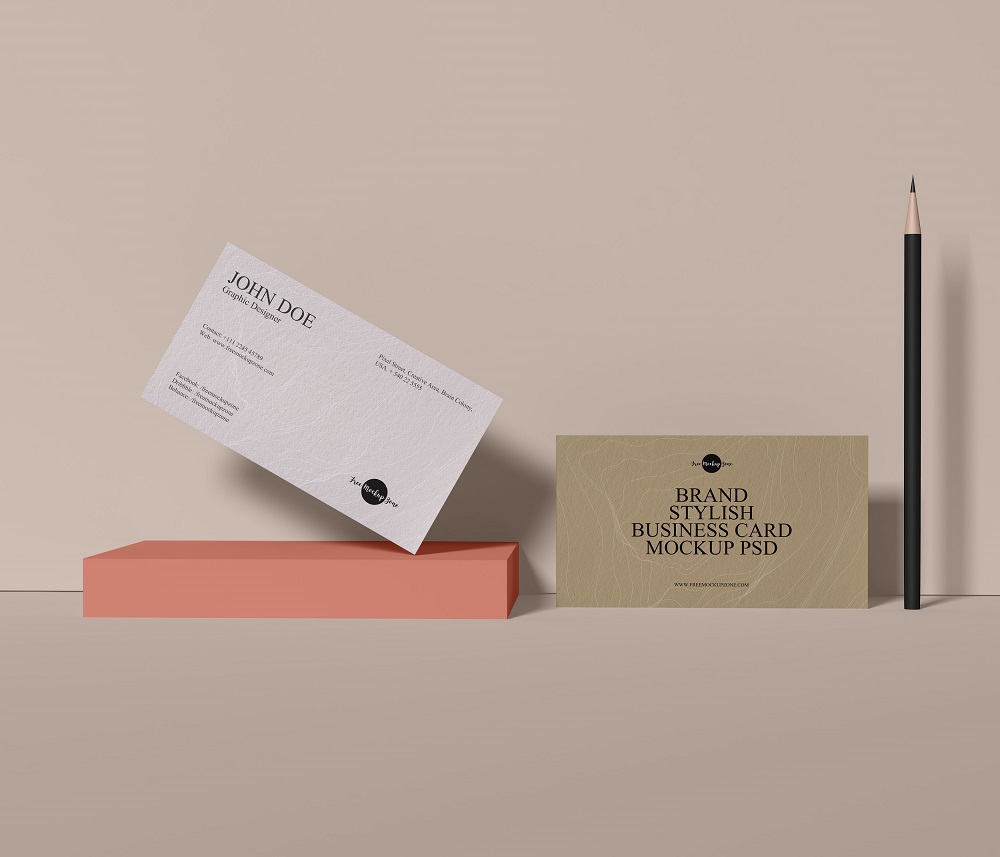 JOHN DOE
Graphic Designer
Contact: +111 2245 45789
Web: www.freemockupzone.com
Pixal Street, Creative Area, Brain Colony,
USA. + 540 22 5555
Facebook: /freemockupzone
Dribbble: /freemockupzone
Behance: /freemockupzone
Free Mockup Zone
Free Mockup Zone
BRAND
STYLISH
BUSINESS CARD
MOCKUP PSD
WWW.FREEMOCKUPZONE.COM